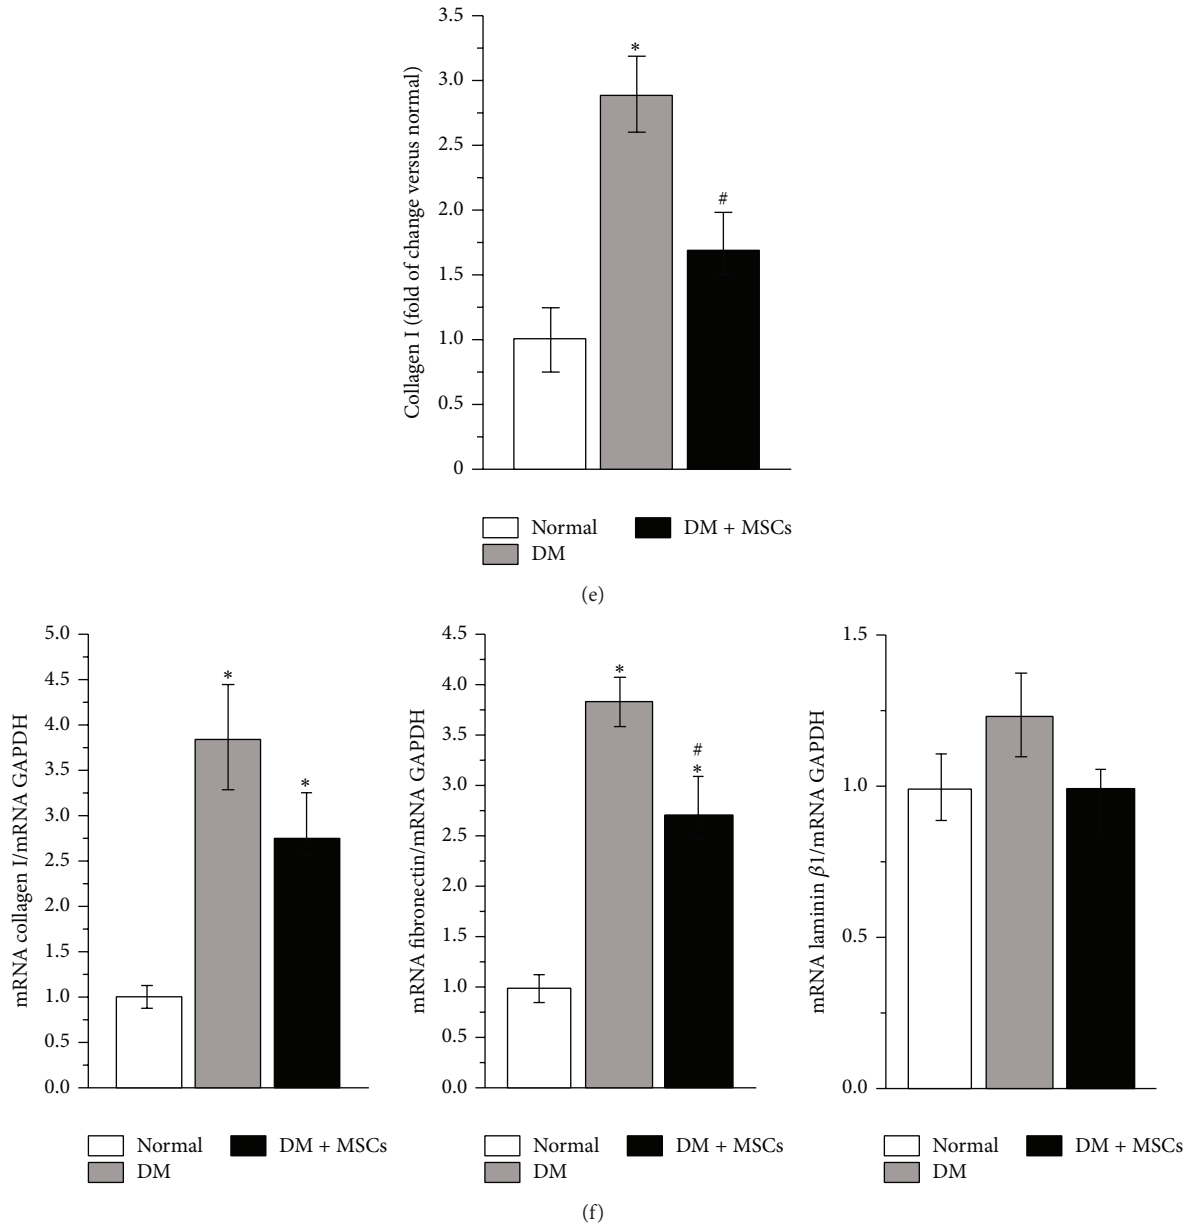 Collagen I (fold of change versus normal)
3.5
3.0
2.5
2.0
1.5
1.0
0.5
0
*
#
Normal
DM + MSCs
DM
(e)
mRNA collagen I/mRNA GAPDH
5.0
4.5
4.0
3.5
3.0
2.5
2.0
1.5
1.0
0.5
0.0
*
*
Normal
DM + MSCs
DM
mRNA fibronectin/mRNA GAPDH
4.5
4.0
3.5
3.0
2.5
2.0
1.5
1.0
0.5
0.0
*
#
*
Normal
DM + MSCs
DM
mRNA laminin β1/mRNA GAPDH
1.5
1.0
0.5
0.0
Normal
DM + MSCs
DM
(f)